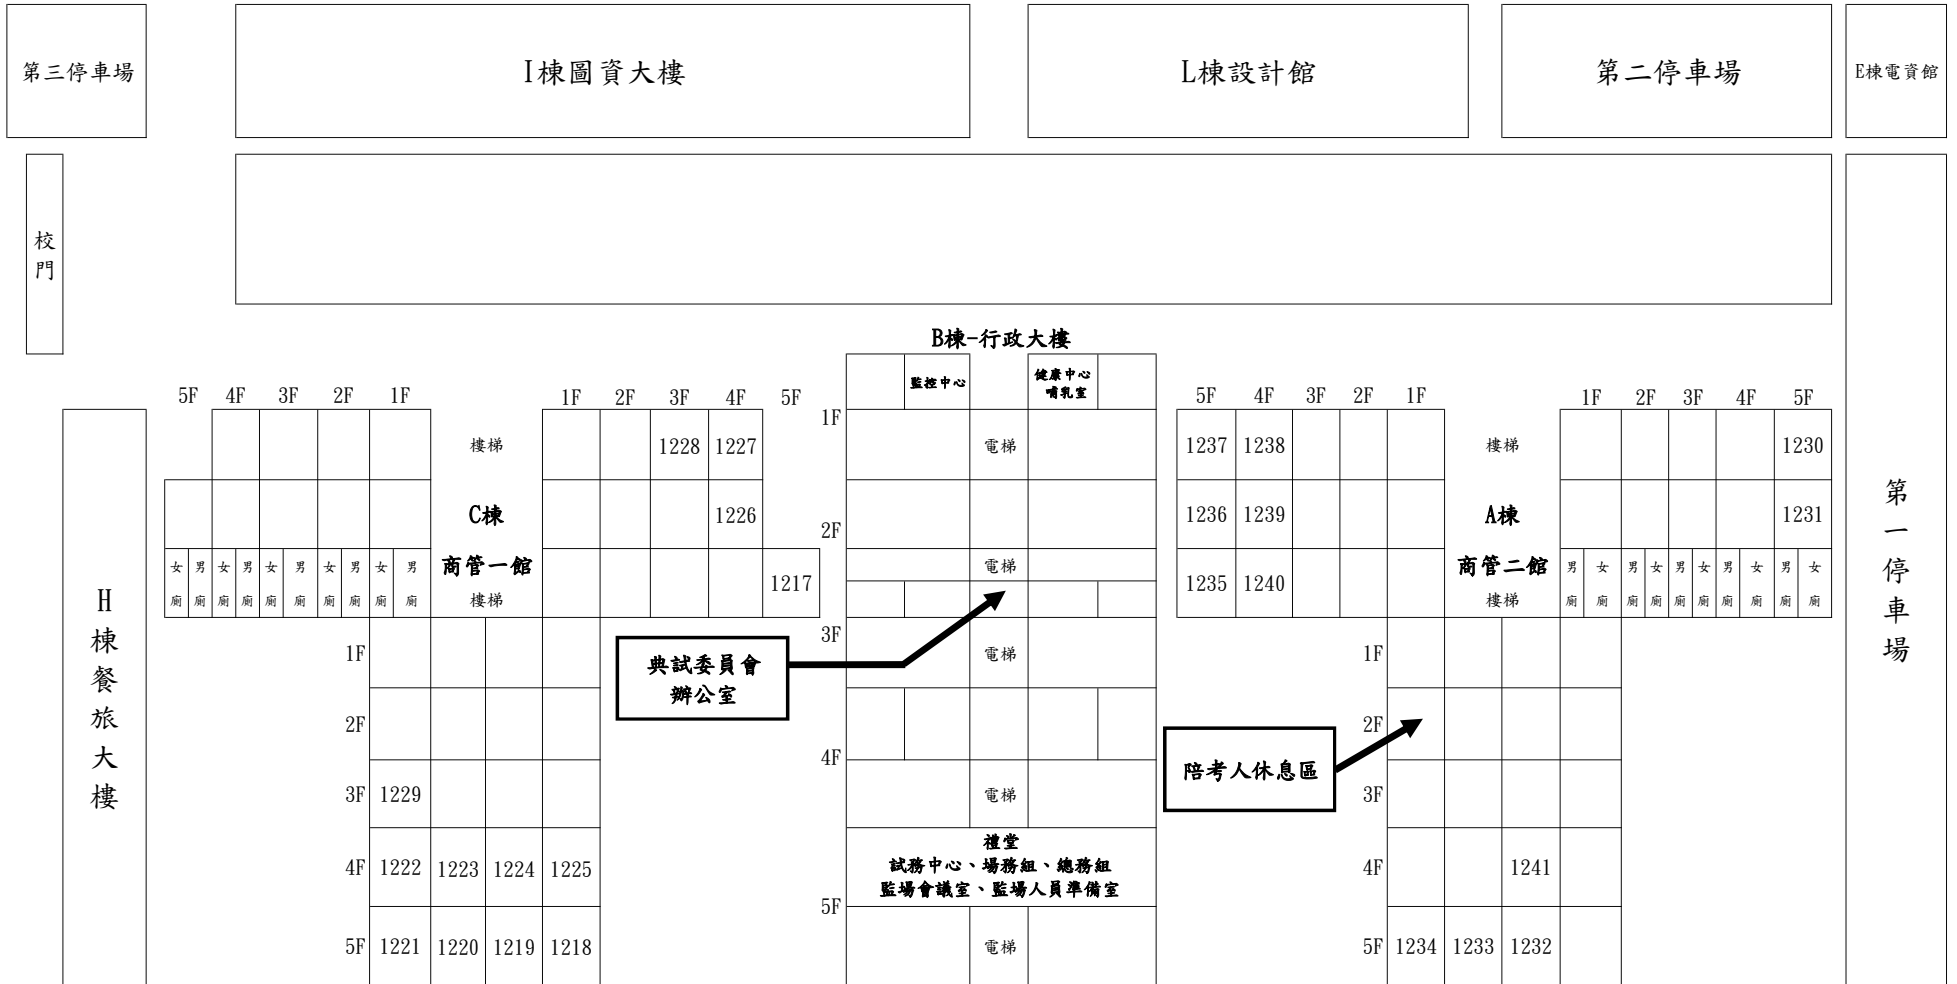 第三停車場
I棟圖資大樓
L棟設計館
第二停車場
E棟電資館
校門
B棟-行政大樓
監控中心
健康中心
哺乳室
5F 4F 3F 2F 1F
1F 2F 3F 4F 5F
1F
5F 4F 3F 2F 1F
1F 2F 3F 4F 5F
樓梯
1228 1227
電梯
1237 1238
樓梯
1230
C棟
1226
2F
1236 1239
A棟
1231
女廁 男廁 女廁 男廁 女廁 男廁 女廁 男廁 女廁 男廁
商管一館
樓梯
1217
電梯
1235 1240
商管二館
樓梯
男廁 女廁 男廁 女廁 男廁 女廁 男廁 女廁 男廁 女廁
H棟餐旅大樓
第一停車場
1F
典試委員會
辦公室
3F
電梯
1F
2F
4F
陪考人休息區
2F
3F 1229
電梯
3F
4F 1222 1223 1224 1225
禮堂
試務中心、場務組、總務組
監場會議室、監場人員準備室
4F 1241
5F
5F 1221 1220 1219 1218
電梯
5F 1234 1233 1232